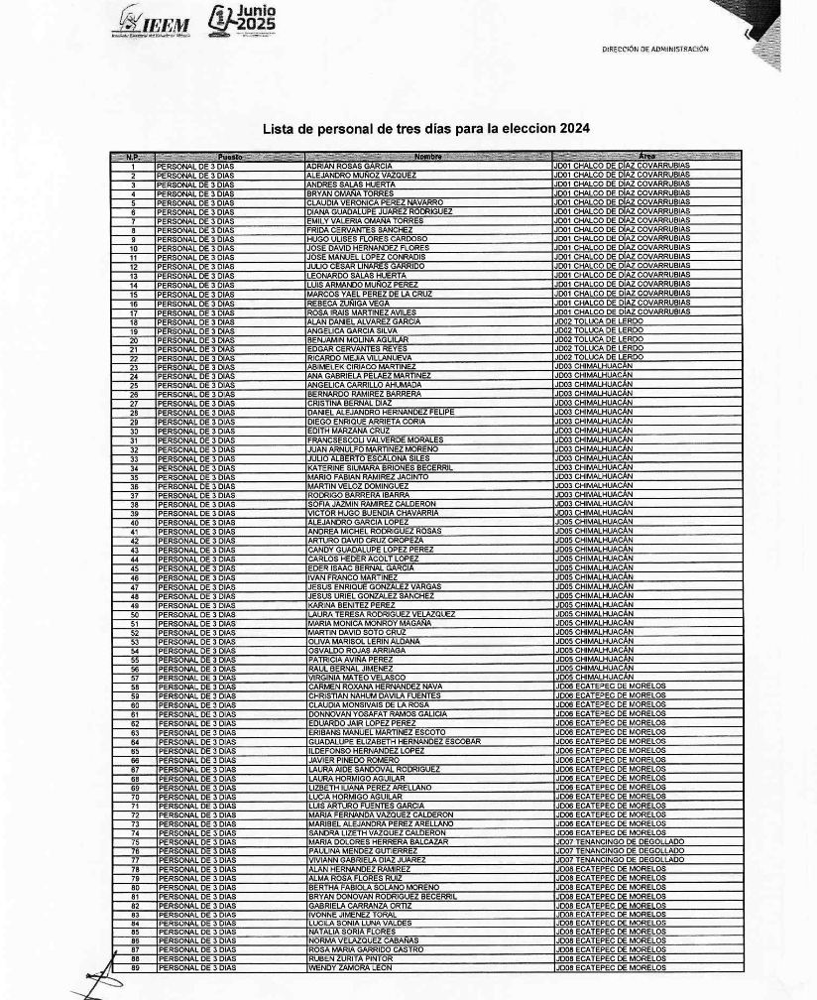 IEEM
Instituto Electoral del Estado de México
1 Junio
2025
DIRECCIÓN DE ADMINISTRACIÓN
Lista de personal de tres días para la eleccion 2024
N.P. Puesto Nombre Área
1 PERSONAL DE 3 DIAS ADRIAN ROSAS GARCIA JD01 CHALCO DE DÍAZ COVARRUBIAS
2 PERSONAL DE 3 DIAS ALEJANDRO MUÑOZ VAZQUEZ JD01 CHALCO DE DÍAZ COVARRUBIAS
3 PERSONAL DE 3 DIAS ANDRES SALAS HUERTA JD01 CHALCO DE DÍAZ COVARRUBIAS
4 PERSONAL DE 3 DIAS BRYAN OMAÑA TORRES JD01 CHALCO DE DÍAZ COVARRUBIAS
5 PERSONAL DE 3 DIAS CLAUDIA VERONICA PEREZ NAVARRO JD01 CHALCO DE DÍAZ COVARRUBIAS
6 PERSONAL DE 3 DIAS DIANA GUADALUPE JUAREZ RODRIGUEZ JD01 CHALCO DE DÍAZ COVARRUBIAS
7 PERSONAL DE 3 DIAS EMILY VALERIA OMAÑA TORRES JD01 CHALCO DE DÍAZ COVARRUBIAS
8 PERSONAL DE 3 DIAS FRIDA CERVANTES SANCHEZ JD01 CHALCO DE DÍAZ COVARRUBIAS
9 PERSONAL DE 3 DIAS HUGO ULISES FLORES CARDOSO JD01 CHALCO DE DÍAZ COVARRUBIAS
10 PERSONAL DE 3 DIAS JOSE DAVID HERNANDEZ FLORES JD01 CHALCO DE DÍAZ COVARRUBIAS
11 PERSONAL DE 3 DIAS JOSE MANUEL LOPEZ CONRADIS JD01 CHALCO DE DÍAZ COVARRUBIAS
12 PERSONAL DE 3 DIAS JULIO CESAR LINARES GARRIDO JD01 CHALCO DE DÍAZ COVARRUBIAS
13 PERSONAL DE 3 DIAS LEONARDO SALAS HUERTA JD01 CHALCO DE DÍAZ COVARRUBIAS
14 PERSONAL DE 3 DIAS LUIS ARMANDO MUÑOZ PEREZ JD01 CHALCO DE DÍAZ COVARRUBIAS
15 PERSONAL DE 3 DIAS MARCOS YAEL PEREZ DE LA CRUZ JD01 CHALCO DE DÍAZ COVARRUBIAS
16 PERSONAL DE 3 DIAS REBECA ZUÑIGA VEGA JD01 CHALCO DE DÍAZ COVARRUBIAS
17 PERSONAL DE 3 DIAS ROSA IRAIS MARTINEZ AVILES JD01 CHALCO DE DÍAZ COVARRUBIAS
18 PERSONAL DE 3 DIAS ALAN DANIEL ALVAREZ GARCIA JD02 TOLUCA DE LERDO
19 PERSONAL DE 3 DIAS ANGELICA GARCIA SILVA JD02 TOLUCA DE LERDO
20 PERSONAL DE 3 DIAS BENJAMIN MOLINA AGUILAR JD02 TOLUCA DE LERDO
21 PERSONAL DE 3 DIAS EDGAR CERVANTES REYES JD02 TOLUCA DE LERDO
22 PERSONAL DE 3 DIAS RICARDO MEJIA VILLANUEVA JD02 TOLUCA DE LERDO
23 PERSONAL DE 3 DIAS ABIMELEK CIRIACO MARTINEZ JD03 CHIMALHUACÁN
24 PERSONAL DE 3 DIAS ANA GABRIELA PELAEZ MARTINEZ JD03 CHIMALHUACÁN
25 PERSONAL DE 3 DIAS ANGELICA CARRILLO AHUMADA JD03 CHIMALHUACÁN
26 PERSONAL DE 3 DIAS BERNARDO RAMIREZ BARRERA JD03 CHIMALHUACÁN
27 PERSONAL DE 3 DIAS CRISTINA BERNAL DIAZ JD03 CHIMALHUACÁN
28 PERSONAL DE 3 DIAS DANIEL ALEJANDRO HERNANDEZ FELIPE JD03 CHIMALHUACÁN
29 PERSONAL DE 3 DIAS DIEGO ENRIQUE ARRIETA CORIA JD03 CHIMALHUACÁN
30 PERSONAL DE 3 DIAS EDITH MARZANA CRUZ JD03 CHIMALHUACÁN
31 PERSONAL DE 3 DIAS FRANCSESCOLI VALVERDE MORALES JD03 CHIMALHUACÁN
32 PERSONAL DE 3 DIAS JUAN ARNULFO MARTINEZ MORENO JD03 CHIMALHUACÁN
33 PERSONAL DE 3 DIAS JULIO ALBERTO ESCALONA SILES JD03 CHIMALHUACÁN
34 PERSONAL DE 3 DIAS KATERINE SIUMARA BRIONES BECERRIL JD03 CHIMALHUACÁN
35 PERSONAL DE 3 DIAS MARIO FABIAN RAMIREZ JACINTO JD03 CHIMALHUACÁN
36 PERSONAL DE 3 DIAS MARTIN VELOZ DOMINGUEZ JD03 CHIMALHUACÁN
37 PERSONAL DE 3 DIAS RODRIGO BARRERA IBARRA JD03 CHIMALHUACÁN
38 PERSONAL DE 3 DIAS SOFIA JAZMIN RAMIREZ CALDERON JD03 CHIMALHUACÁN
39 PERSONAL DE 3 DIAS VICTOR HUGO BUENDIA CHAVARRIA JD03 CHIMALHUACÁN
40 PERSONAL DE 3 DIAS ALEJANDRO GARCIA LOPEZ JD05 CHIMALHUACÁN
41 PERSONAL DE 3 DIAS ANDREA MICHEL RODRIGUEZ ROSAS JD05 CHIMALHUACÁN
42 PERSONAL DE 3 DIAS ARTURO DAVID CRUZ OROPEZA JD05 CHIMALHUACÁN
43 PERSONAL DE 3 DIAS CANDY GUADALUPE LOPEZ PEREZ JD05 CHIMALHUACÁN
44 PERSONAL DE 3 DIAS CARLOS HEDER ACOLT LOPEZ JD05 CHIMALHUACÁN
45 PERSONAL DE 3 DIAS EDER ISAAC BERNAL GARCIA JD05 CHIMALHUACÁN
46 PERSONAL DE 3 DIAS IVAN FRANCO MARTINEZ JD05 CHIMALHUACÁN
47 PERSONAL DE 3 DIAS JESUS ENRIQUE GONZALEZ VARGAS JD05 CHIMALHUACÁN
48 PERSONAL DE 3 DIAS JESUS URIEL GONZALEZ SANCHEZ JD05 CHIMALHUACÁN
49 PERSONAL DE 3 DIAS KARINA BENITEZ PEREZ JD05 CHIMALHUACÁN
50 PERSONAL DE 3 DIAS LAURA TERESA RODRIGUEZ VELAZQUEZ JD05 CHIMALHUACÁN
51 PERSONAL DE 3 DIAS MARIA MONICA MONROY MAGAÑA JD05 CHIMALHUACÁN
52 PERSONAL DE 3 DIAS MARTIN DAVID SOTO CRUZ JD05 CHIMALHUACÁN
53 PERSONAL DE 3 DIAS OLIVA MARISOL LERIN ALDANA JD05 CHIMALHUACÁN
54 PERSONAL DE 3 DIAS OSVALDO ROJAS ARRIAGA JD05 CHIMALHUACÁN
55 PERSONAL DE 3 DIAS PATRICIA AVIÑA PEREZ JD05 CHIMALHUACÁN
56 PERSONAL DE 3 DIAS RAUL BERNAL JIMENEZ JD05 CHIMALHUACÁN
57 PERSONAL DE 3 DIAS VIRGINIA MATEO VELASCO JD05 CHIMALHUACÁN
58 PERSONAL DE 3 DIAS CARMEN ROXANA HERNANDEZ NAVA JD06 ECATEPEC DE MORELOS
59 PERSONAL DE 3 DIAS CHRISTIAN NAHUM DAVILA FUENTES JD06 ECATEPEC DE MORELOS
60 PERSONAL DE 3 DIAS CLAUDIA MONSIVAIS DE LA ROSA JD06 ECATEPEC DE MORELOS
61 PERSONAL DE 3 DIAS DONNOVAN YOSAFAT RAMOS GALICIA JD06 ECATEPEC DE MORELOS
62 PERSONAL DE 3 DIAS EDUARDO JAIR LOPEZ PEREZ JD06 ECATEPEC DE MORELOS
63 PERSONAL DE 3 DIAS ERIBANS MANUEL MARTINEZ ESCOTO JD06 ECATEPEC DE MORELOS
64 PERSONAL DE 3 DIAS GUADALUPE ELIZABETH HERNANDEZ ESCOBAR JD06 ECATEPEC DE MORELOS
65 PERSONAL DE 3 DIAS ILDEFONSO HERNANDEZ LOPEZ JD06 ECATEPEC DE MORELOS
66 PERSONAL DE 3 DIAS JAVIER PINEDO ROMERO JD06 ECATEPEC DE MORELOS
67 PERSONAL DE 3 DIAS LAURA AIDE SANDOVAL RODRIGUEZ JD06 ECATEPEC DE MORELOS
68 PERSONAL DE 3 DIAS LAURA HORMIGO AGUILAR JD06 ECATEPEC DE MORELOS
69 PERSONAL DE 3 DIAS LIZBETH ILIANA PEREZ ARELLANO JD06 ECATEPEC DE MORELOS
70 PERSONAL DE 3 DIAS LUCIA HORMIGO AGUILAR JD06 ECATEPEC DE MORELOS
71 PERSONAL DE 3 DIAS LUIS ARTURO FUENTES GARCIA JD06 ECATEPEC DE MORELOS
72 PERSONAL DE 3 DIAS MARIA FERNANDA VAZQUEZ CALDERON JD06 ECATEPEC DE MORELOS
73 PERSONAL DE 3 DIAS MARIBEL ALEJANDRA PEREZ ARELLANO JD06 ECATEPEC DE MORELOS
74 PERSONAL DE 3 DIAS SANDRA LIZETH VAZQUEZ CALDERON JD06 ECATEPEC DE MORELOS
75 PERSONAL DE 3 DIAS MARIA DOLORES HERRERA BALCAZAR JD07 TENANCINGO DE DEGOLLADO
76 PERSONAL DE 3 DIAS PAULINA MENDEZ GUTIERREZ JD07 TENANCINGO DE DEGOLLADO
77 PERSONAL DE 3 DIAS VIVIANN GABRIELA DIAZ JUAREZ JD07 TENANCINGO DE DEGOLLADO
78 PERSONAL DE 3 DIAS ALAN HERNANDEZ RAMIREZ JD08 ECATEPEC DE MORELOS
79 PERSONAL DE 3 DIAS ALMA ROSA FLORES RUIZ JD08 ECATEPEC DE MORELOS
80 PERSONAL DE 3 DIAS BERTHA FABIOLA SOLANO MORENO JD08 ECATEPEC DE MORELOS
81 PERSONAL DE 3 DIAS BRYAN DONOVAN RODRIGUEZ BECERRIL JD08 ECATEPEC DE MORELOS
82 PERSONAL DE 3 DIAS GABRIELA CARRANZA ORTIZ JD08 ECATEPEC DE MORELOS
83 PERSONAL DE 3 DIAS IVONNE JIMENEZ TORAL JD08 ECATEPEC DE MORELOS
84 PERSONAL DE 3 DIAS LUCILA SONIA LUNA VALDES JD08 ECATEPEC DE MORELOS
85 PERSONAL DE 3 DIAS NATALIA SORIA FLORES JD08 ECATEPEC DE MORELOS
86 PERSONAL DE 3 DIAS NORMA VELAZQUEZ CABAÑAS JD08 ECATEPEC DE MORELOS
87 PERSONAL DE 3 DIAS ROSA MARIA GARRIDO CASTRO JD08 ECATEPEC DE MORELOS
88 PERSONAL DE 3 DIAS RUBEN ZURITA PINTOR JD08 ECATEPEC DE MORELOS
89 PERSONAL DE 3 DIAS WENDY ZAMORA LEON JD08 ECATEPEC DE MORELOS